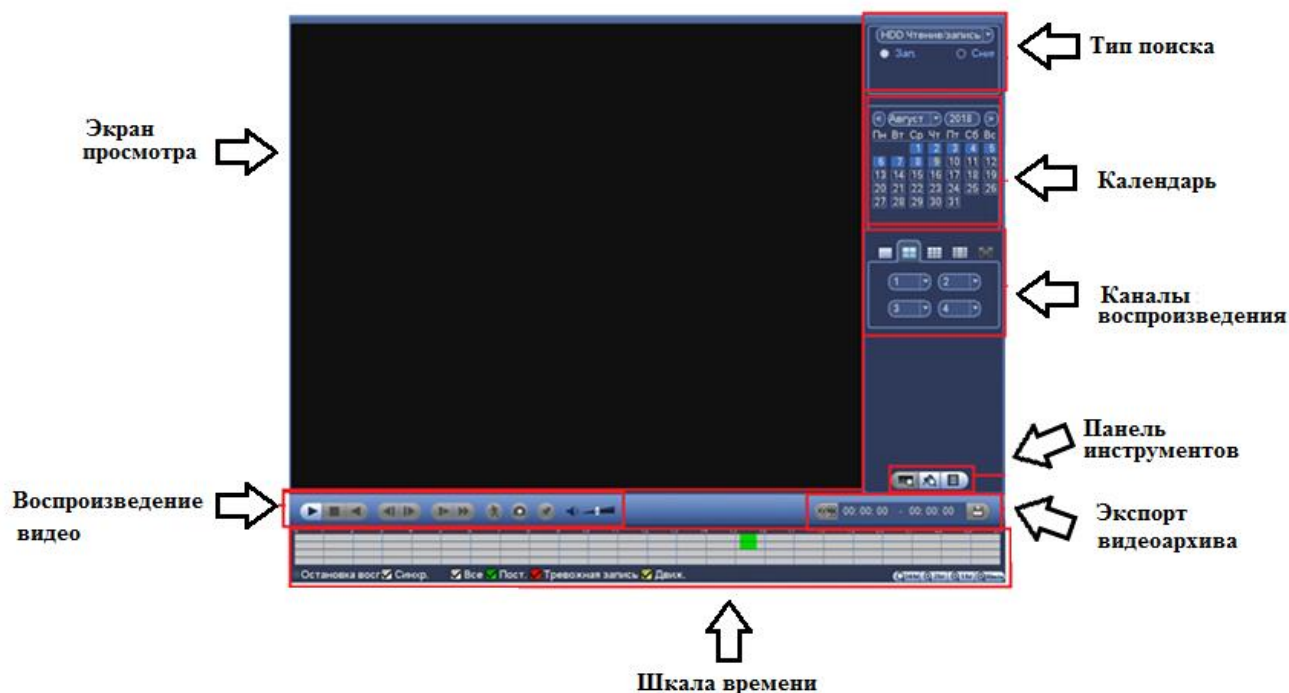 HDD Чтение/запись
Зап.
Тип поиска
Экран
просмотра
Август 2018
Пн Вт Ср Чт Пт Сб Вс
1 2 3 4 5
6 7 8 9 10 11 12
13 14 15 16 17 18 19
20 21 22 23 24 25 26
27 28 29 30 31
Календарь
1 2
3 4
Каналы
воспроизведения
Панель
инструментов
Воспроизведение
видео
00: 00: 00 - 00: 00: 00
Экспорт
видеоархива
Остановка восг Синхр. Все Пост. Тревожная запись Движ.
Шкала времени